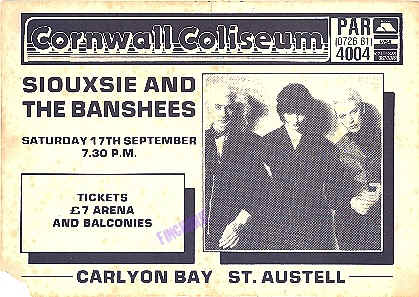 Cornwall Coliseum
PAR
(0726 81)
4004
SIOUXSIE AND
THE BANSHEES
SATURDAY 17TH SEPTEMBER
7.30 P.M.
TICKETS
£7 ARENA
AND BALCONIES
CARLYON BAY ST. AUSTELL